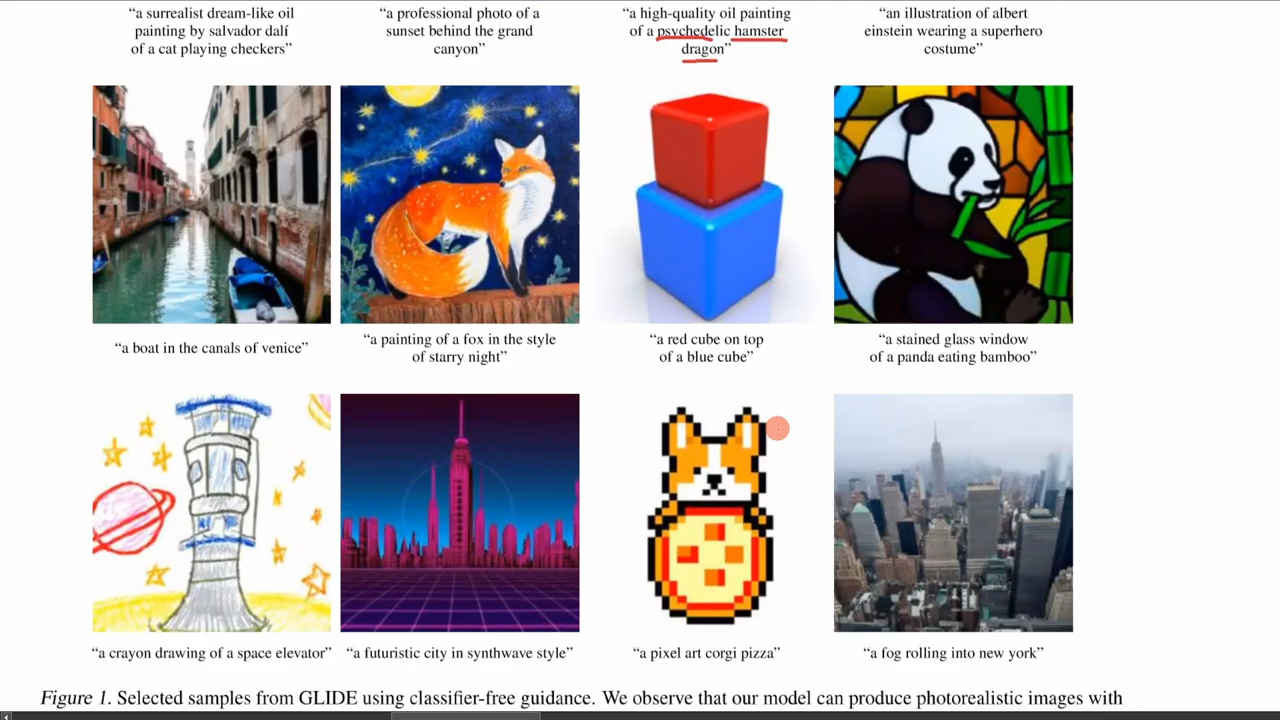 “a surrealist dream-like oil
painting by salvador dalí
of a cat playing checkers”
“a professional photo of a
sunset behind the grand
canyon”
“a high-quality oil painting
of a psychedelic hamster
dragon”
“an illustration of albert
einstein wearing a superhero
costume”
“a boat in the canals of venice”
“a painting of a fox in the style
of starry night”
“a red cube on top
of a blue cube”
“a stained glass window
of a panda eating bamboo”
“a crayon drawing of a space elevator”
“a futuristic city in synthwave style”
“a pixel art corgi pizza”
“a fog rolling into new york”
Figure 1. Selected samples from GLIDE using classifier-free guidance. We observe that our model can produce photorealistic images with